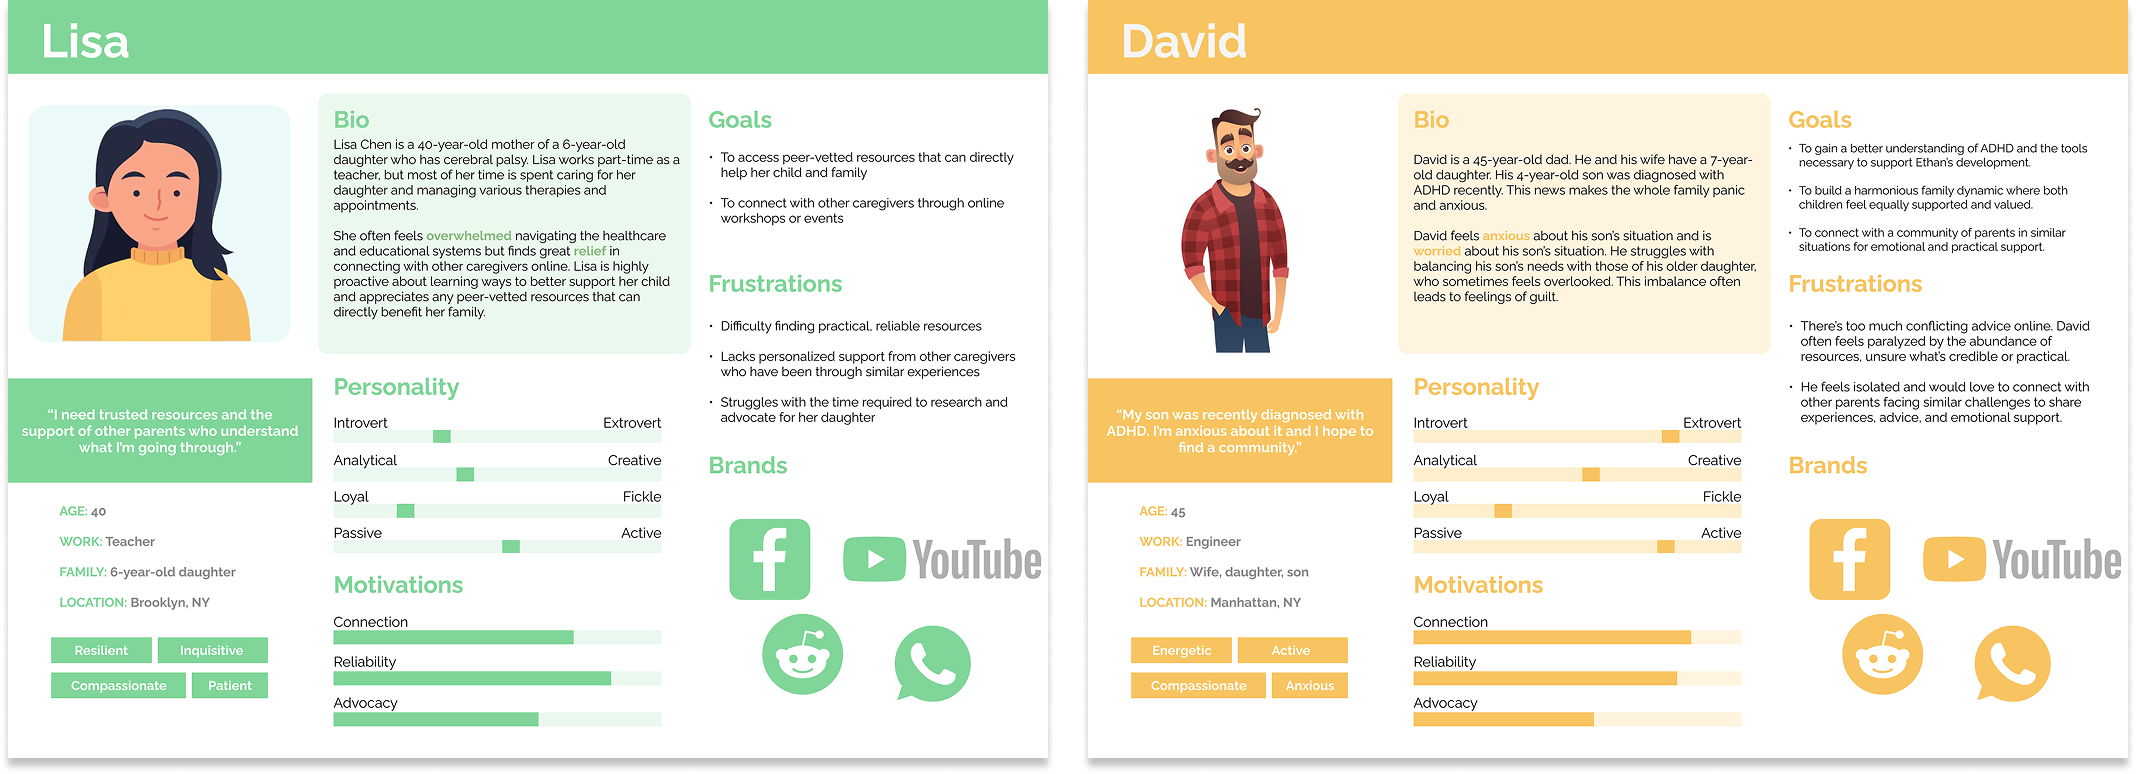 Lisa
Bio
Lisa Chen is a 40-year-old mother of a 6-year-old
daughter who has cerebral palsy. Lisa works part-time as a
teacher, but most of her time is spent caring for her
daughter and managing various therapies and
appointments.
She often feels overwhelmed navigating the healthcare
and educational systems but finds great relief in
connecting with other caregivers online. Lisa is highly
proactive about learning ways to better support her child
and appreciates any peer-vetted resources that can
directly benefit her family.
Goals
• To access peer-vetted resources that can directly
help her child and family
• To connect with other caregivers through online
workshops or events
Frustrations
• Difficulty finding practical, reliable resources
• Lacks personalized support from other caregivers
who have been through similar experiences
• Struggles with the time required to research and
advocate for her daughter
"I need trusted resources and the
support of other parents who understand
what I'm going through."
AGE: 40
WORK: Teacher
FAMILY: 6-year-old daughter
LOCATION: Brooklyn, NY
Resilient Inquisitive
Compassionate Patient
Personality
Introvert Extrovert
Analytical Creative
Loyal Fickle
Passive Active
Motivations
Connection
Reliability
Advocacy
Brands
YouTube
David
Bio
David is a 45-year-old dad. He and his wife have a 7-year-
old daughter. His 4-year-old son was diagnosed with
ADHD recently. This news makes the whole family panic
and anxious.
David feels anxious about his son's situation and is
worried about his son's situation. He struggles with
balancing his son's needs with those of his older daughter,
who sometimes feels overlooked. This imbalance often
leads to feelings of guilt.
Goals
• To gain a better understanding of ADHD and the tools
necessary to support Ethan's development.
• To build a harmonious family dynamic where both
children feel equally supported and valued.
• To connect with a community of parents in similar
situations for emotional and practical support.
Frustrations
• There's too much conflicting advice online. David
often feels paralyzed by the abundance of
resources, unsure what's credible or practical.
• He feels isolated and would love to connect with
other parents facing similar challenges to share
experiences, advice, and emotional support.
"My son was recently diagnosed with
ADHD. I'm anxious about it and I hope to
find a community."
AGE: 45
WORK: Engineer
FAMILY: Wife, daughter, son
LOCATION: Manhattan, NY
Energetic Active
Compassionate Anxious
Personality
Introvert Extrovert
Analytical Creative
Loyal Fickle
Passive Active
Motivations
Connection
Reliability
Advocacy
Brands
YouTube